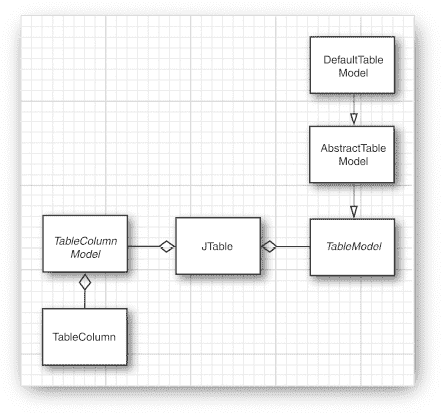 DefaultTable
Model
AbstractTable
Model
TableColumn
Model
JTable
TableModel
TableColumn